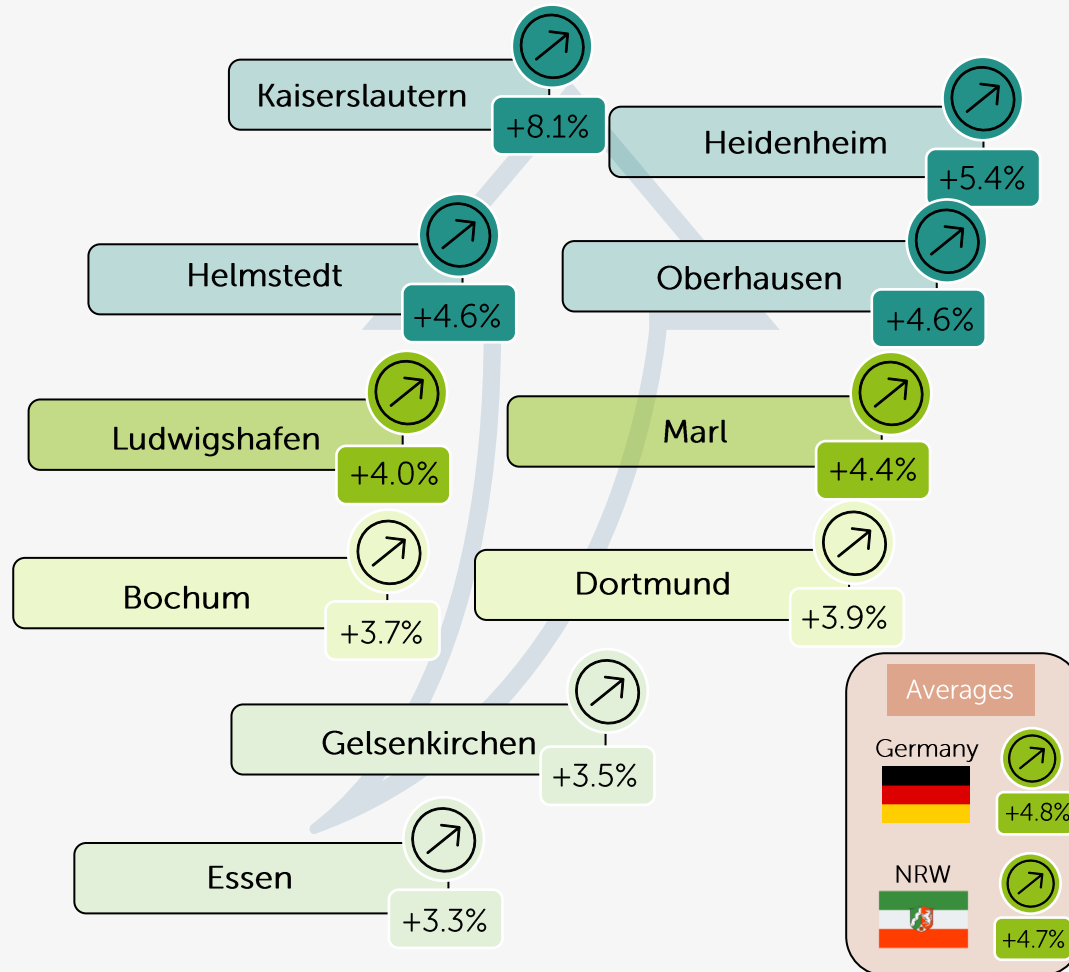 Kaiserslautern
+8.1%
Heidenheim
+5.4%
Helmstedt
+4.6%
Oberhausen
+4.6%
Ludwigshafen
+4.0%
Marl
+4.4%
Bochum
+3.7%
Dortmund
+3.9%
Gelsenkirchen
+3.5%
Essen
+3.3%
Averages
Germany
+4.8%
NRW
+4.7%